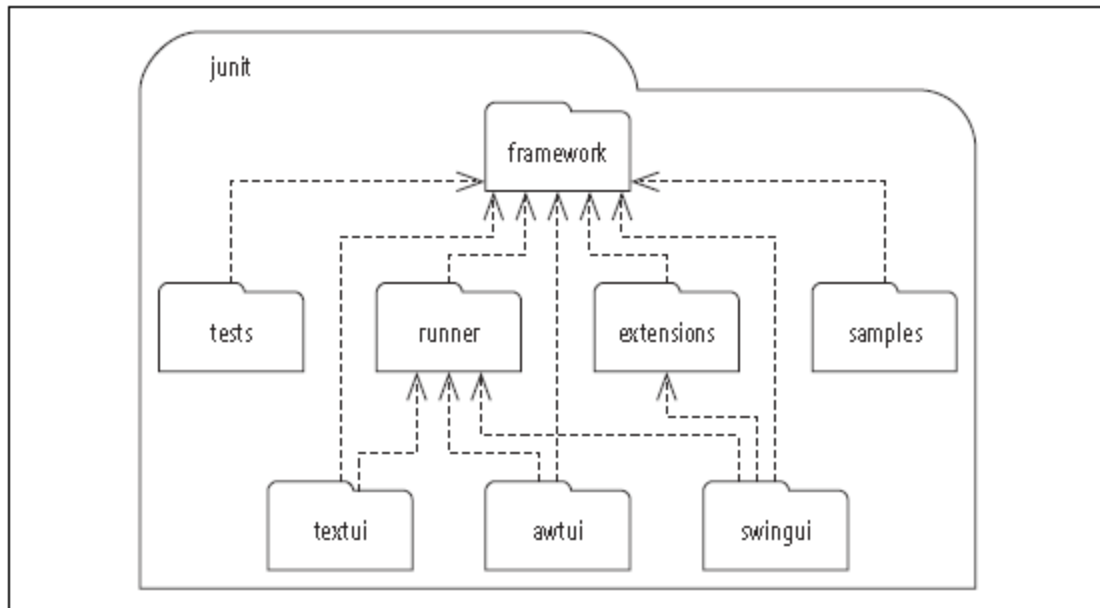 junit
framework
tests
runner
extensions
samples
textui
awtui
swingui